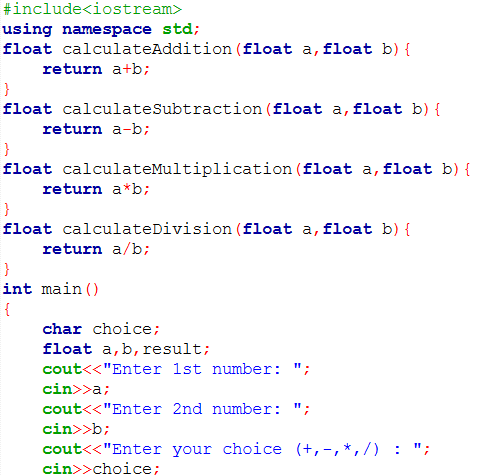 #include<iostream>
using namespace std;
float calculateAddition(float a,float b){
    return a+b;
}
float calculateSubtraction(float a,float b){
    return a-b;
}
float calculateMultiplication(float a,float b){
    return a*b;
}
float calculateDivision(float a,float b){
    return a/b;
}
int main()
{
    char choice;
    float a,b,result;
    cout<<"Enter 1st number: ";
    cin>>a;
    cout<<"Enter 2nd number: ";
    cin>>b;
    cout<<"Enter your choice (+,-,*,/) : ";
    cin>>choice;